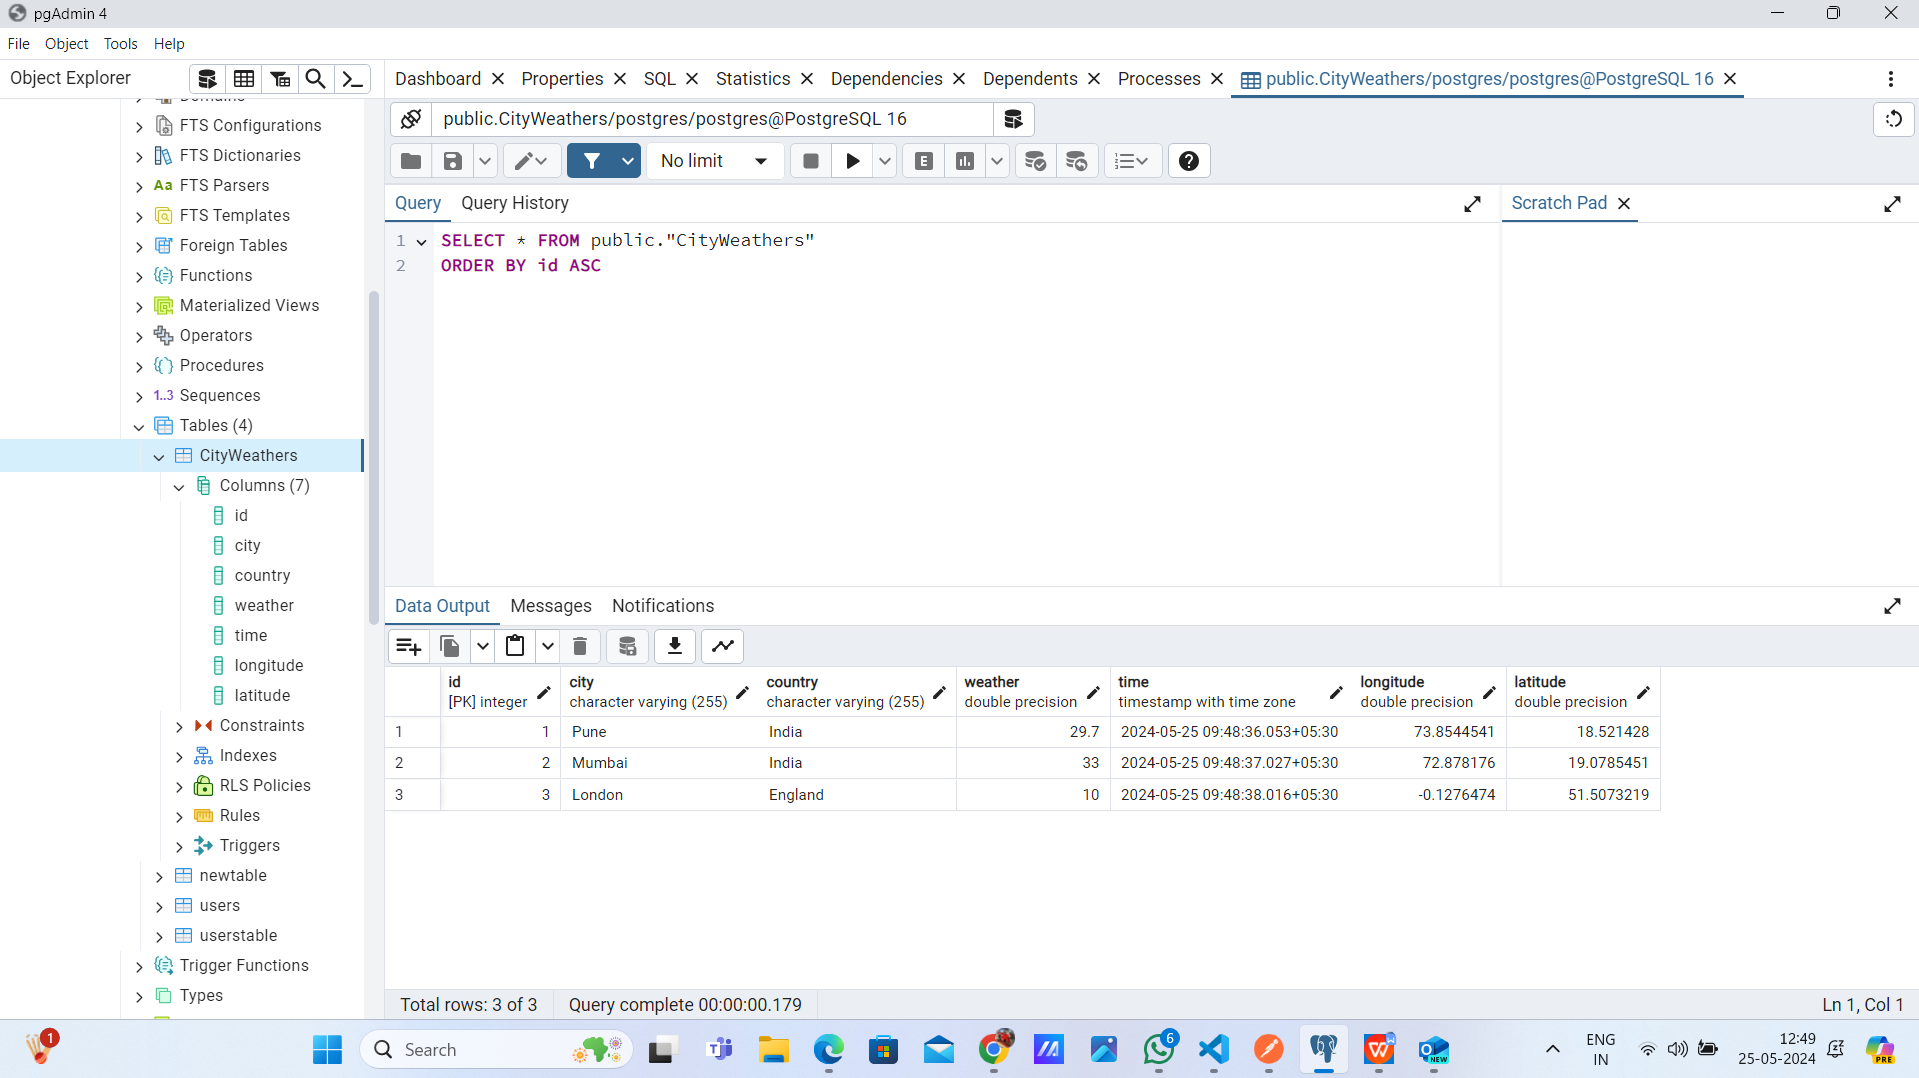 pgAdmin 4
File Object Tools Help
Object Explorer
Dashboard Properties SQL Statistics Dependencies Dependents Processes public.CityWeathers/postgres/postgres@PostgreSQL 16
Domains
FTS Configurations
FTS Dictionaries
Aa FTS Parsers
FTS Templates
Foreign Tables
Functions
Materialized Views
Operators
Procedures
1..3 Sequences
Tables (4)
CityWeathers
Columns (7)
id
city
country
weather
time
longitude
latitude
Constraints
Indexes
RLS Policies
Rules
Triggers
newtable
users
userstable
Trigger Functions
Types
public.CityWeathers/postgres/postgres@PostgreSQL 16
No limit E
Query Query History
Scratch Pad
1 SELECT * FROM public."CityWeathers"
2 ORDER BY id ASC
Data Output Messages Notifications
id city country weather time longitude latitude
[PK] integer character varying (255) character varying (255) double precision timestamp with time zone double precision double precision
1 1 Pune India 29.7 2024-05-25 09:48:36.053+05:30 73.8544541 18.521428
2 2 Mumbai India 33 2024-05-25 09:48:37.027+05:30 72.878176 19.0785451
3 3 London England 10 2024-05-25 09:48:38.016+05:30 -0.1276474 51.5073219
Total rows: 3 of 3 Query complete 00:00:00.179 Ln 1, Col 1
1
Search
6
NEW
ENG
IN
12:49
25-05-2024
PRE